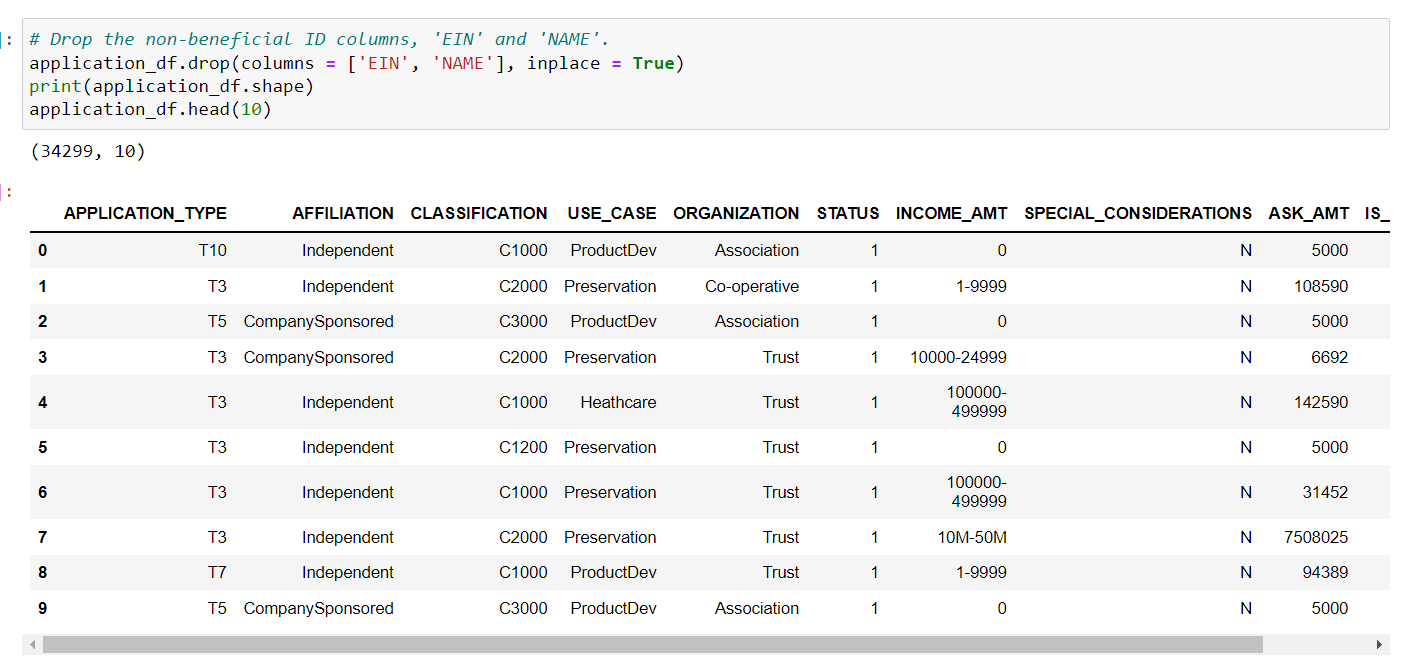 ]:
# Drop the non-beneficial ID columns, 'EIN' and 'NAME'.
application_df.drop(columns = ['EIN', 'NAME'], inplace = True)
print(application_df.shape)
application_df.head(10)
(34299, 10)
]:
APPLICATION_TYPE AFFILIATION CLASSIFICATION USE_CASE ORGANIZATION STATUS INCOME_AMT SPECIAL_CONSIDERATIONS ASK_AMT IS_
0 T10 Independent C1000 ProductDev Association 1 0 N 5000
1 T3 Independent C2000 Preservation Co-operative 1 1-9999 N 108590
2 T5 CompanySponsored C3000 ProductDev Association 1 0 N 5000
3 T3 CompanySponsored C2000 Preservation Trust 1 10000-24999 N 6692
4 T3 Independent C1000 Heathcare Trust 1 100000-499999 N 142590
5 T3 Independent C1200 Preservation Trust 1 0 N 5000
6 T3 Independent C1000 Preservation Trust 1 100000-499999 N 31452
7 T3 Independent C2000 Preservation Trust 1 10M-50M N 7508025
8 T7 Independent C1000 ProductDev Trust 1 1-9999 N 94389
9 T5 CompanySponsored C3000 ProductDev Association 1 0 N 5000